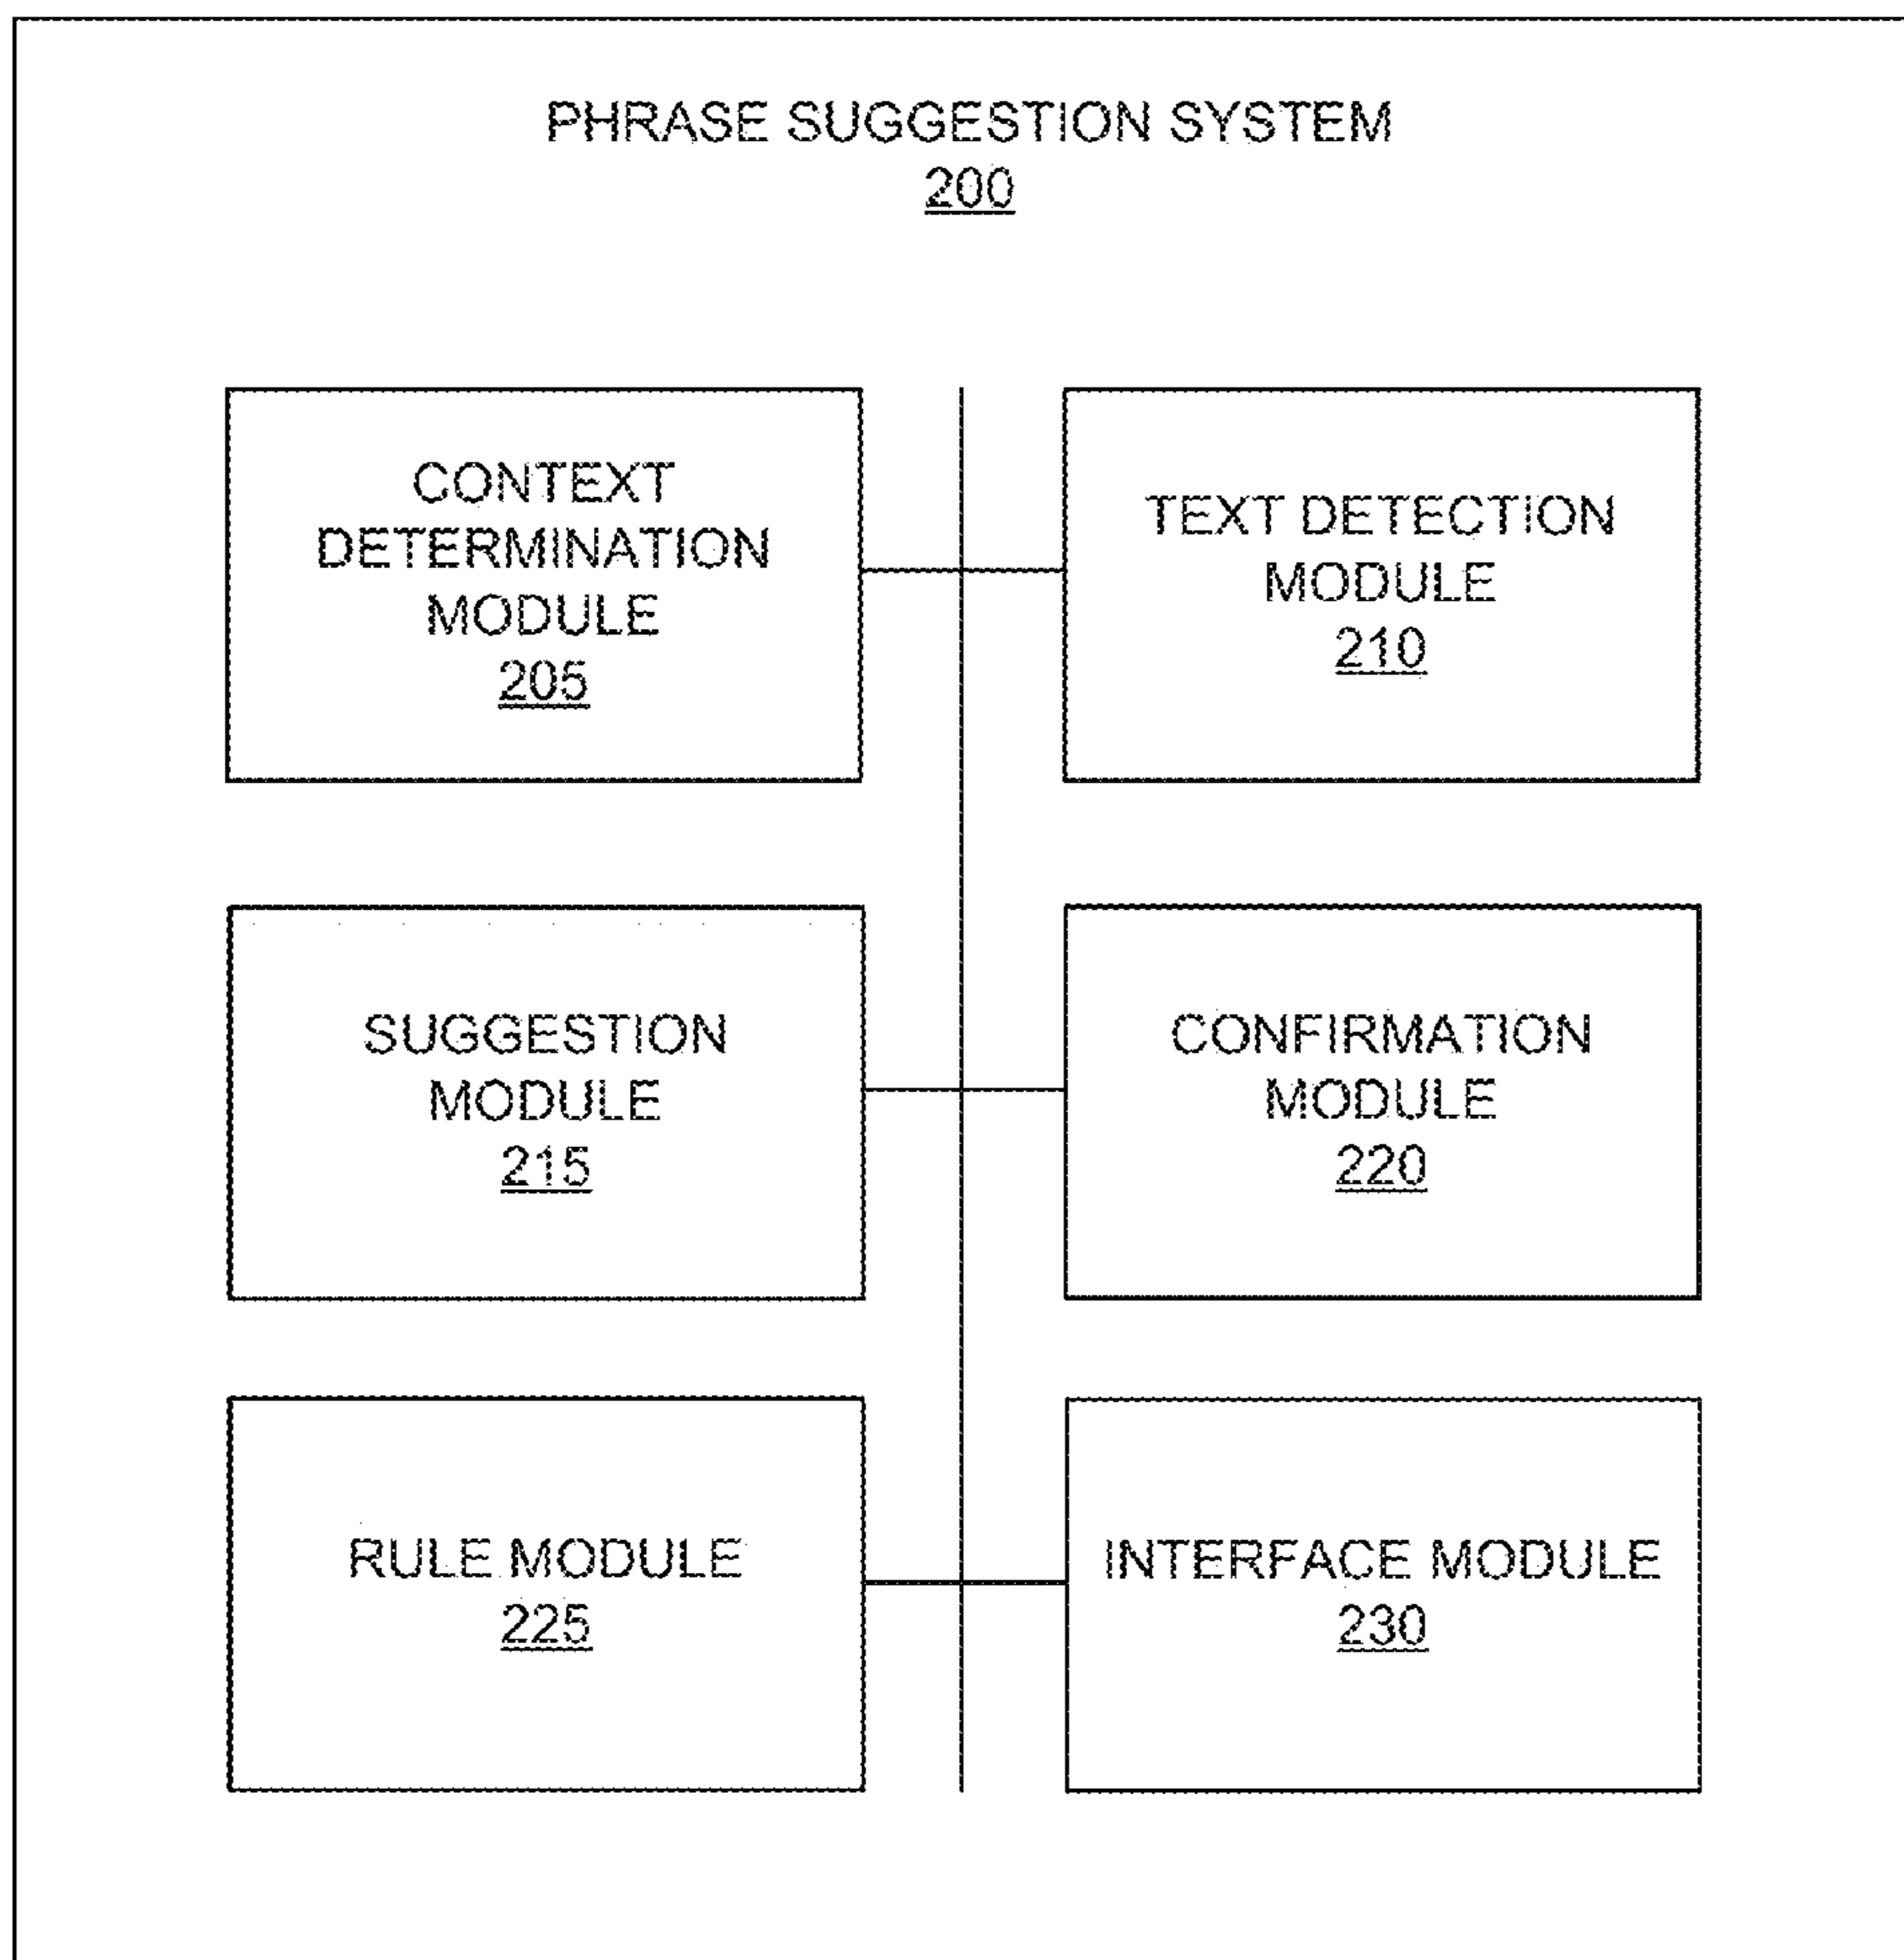 PHRASE SUGGESTION SYSTEM
200
CONTEXT
DETERMINATION
MODULE
205
TEXT DETECTION
MODULE
210
SUGGESTION
MODULE
215
CONFIRMATION
MODULE
220
RULE MODULE
225
INTERFACE MODULE
230